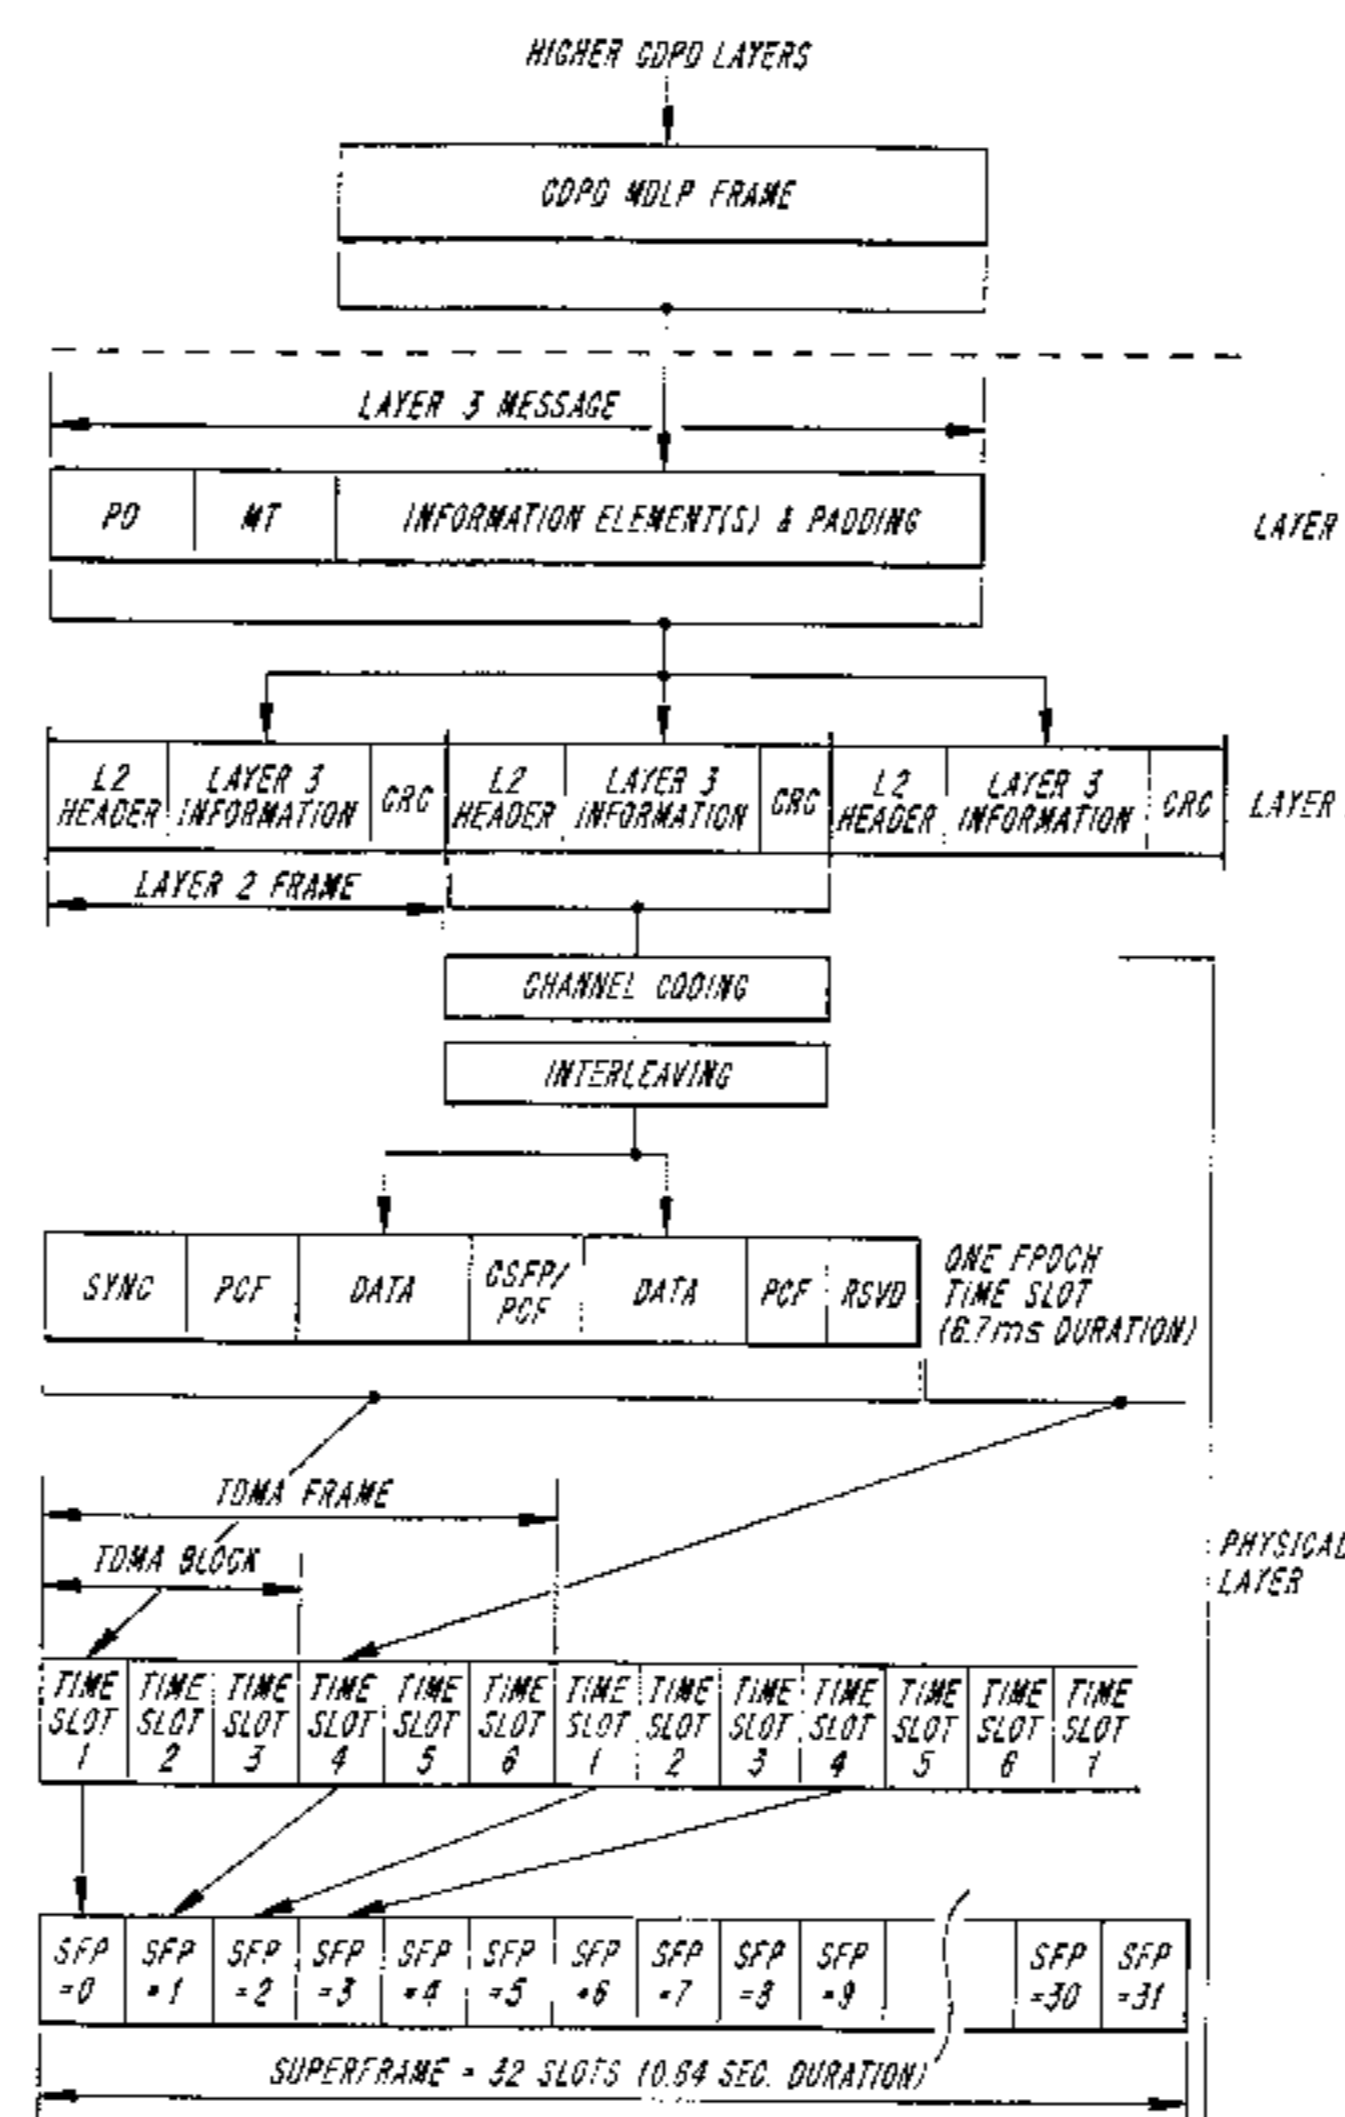 HIGHER CDPD LAYERS
CDPD MDLP FRAME
LAYER 3 MESSAGE
PD MT INFORMATION ELEMENT(S) & PADDING
LAYER
L2 HEADER LAYER 3 INFORMATION CRC L2 HEADER LAYER 3 INFORMATION CRC L2 HEADER LAYER 3 INFORMATION CRC
LAYER
LAYER 2 FRAME
CHANNEL CODING
INTERLEAVING
SYNC PCF DATA CSFP/ PCF DATA PCF RSVD
ONE FPDCH
TIME SLOT
(6.7ms DURATION)
TDMA FRAME
TDMA BLOCK
PHYSICAL
LAYER
TIME SLOT 1 TIME SLOT 2 TIME SLOT 3 TIME SLOT 4 TIME SLOT 5 TIME SLOT 6 TIME SLOT 1 TIME SLOT 2 TIME SLOT 3 TIME SLOT 4 TIME SLOT 5 TIME SLOT 6 TIME SLOT 1
SFP =0 SFP =1 SFP =2 SFP =3 SFP =4 SFP =5 SFP =6 SFP =7 SFP =8 SFP =9 SFP =30 SFP =31
SUPERFRAME = 32 SLOTS (0.64 SEC. DURATION)